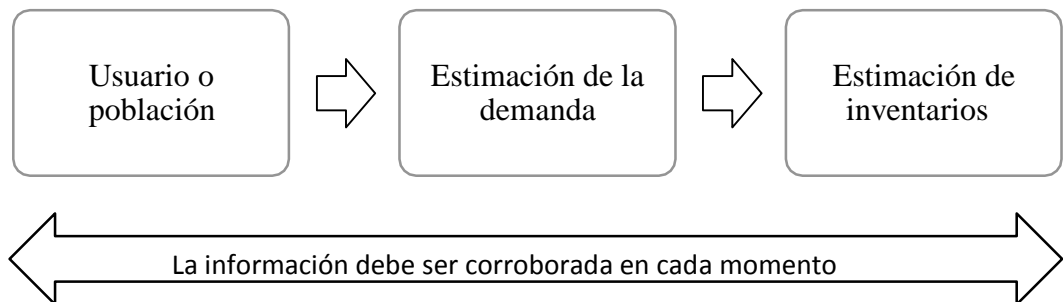 Usuario o
población
Estimación de la
demanda
Estimación de
inventarios
La información debe ser corroborada en cada momento